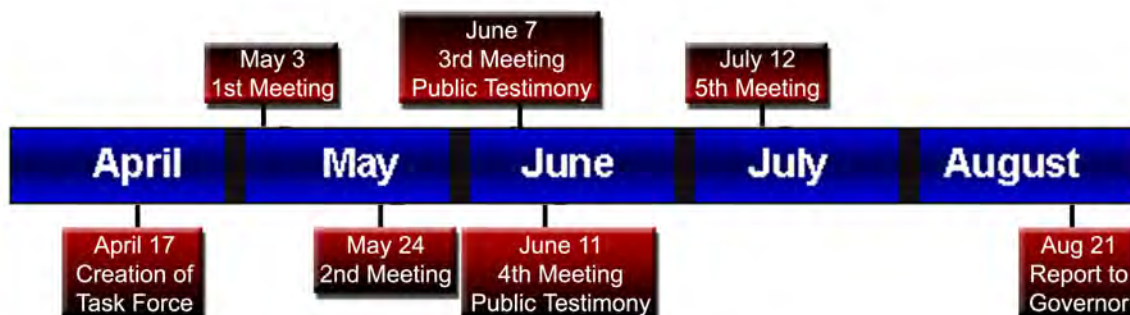 May 3
1st Meeting
June 7
3rd Meeting
Public Testimony
July 12
5th Meeting
April
May
June
July
August
April 17
Creation of
Task Force
May 24
2nd Meeting
June 11
4th Meeting
Public Testimony
Aug 21
Report to
Governor